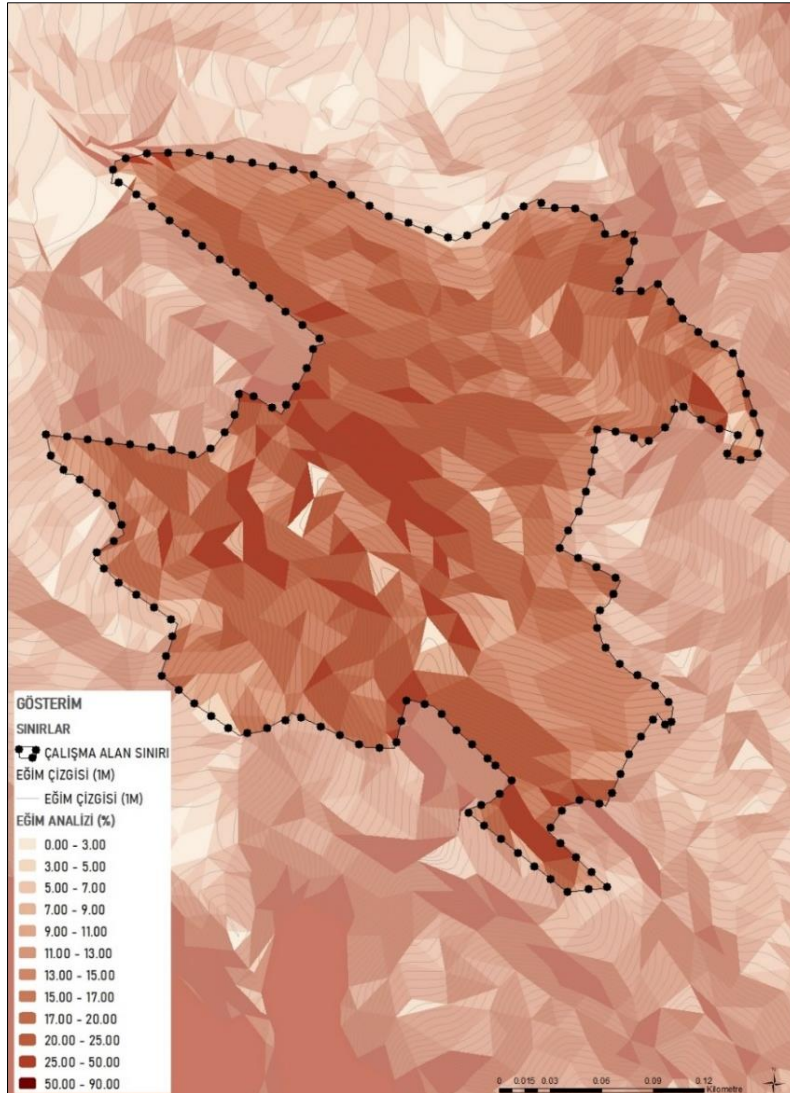 GÖSTERİM
SINIRLAR
ÇALIŞMA ALAN SINIRI
EĞİM ÇİZGİSİ (1M)
EĞİM ÇİZGİSİ (1M)
EĞİM ANALİZİ (%)
0.00 - 3.00
3.00 - 5.00
5.00 - 7.00
7.00 - 9.00
9.00 - 11.00
11.00 - 13.00
13.00 - 15.00
15.00 - 17.00
17.00 - 20.00
20.00 - 25.00
25.00 - 50.00
50.00 - 90.00
0 0.015 0.03 0.06 0.09 0.12
Kilometre